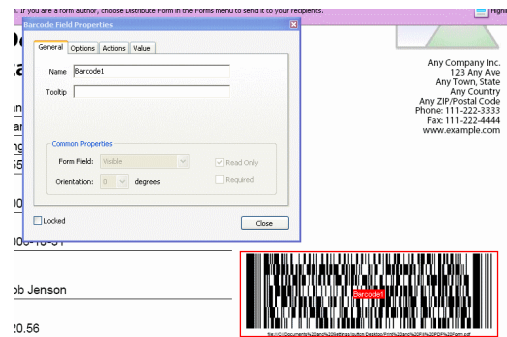 . If you are a form author, choose Distribute Form in the Forms menu to send it to your recipients.
Barcode Field Properties
General Options Actions Value
Name Barcode1
Tooltip
Common Properties
Form Field: Visible
Read Only
Orientation: 0 degrees
Required
Locked
Close
Any Company Inc.
123 Any Ave
Any Town, State
Any Country
Any ZIP/Postal Code
Phone: 111-222-3333
Fax: 111-222-4444
www.example.com
ob Jenson
20.56
Barcode1